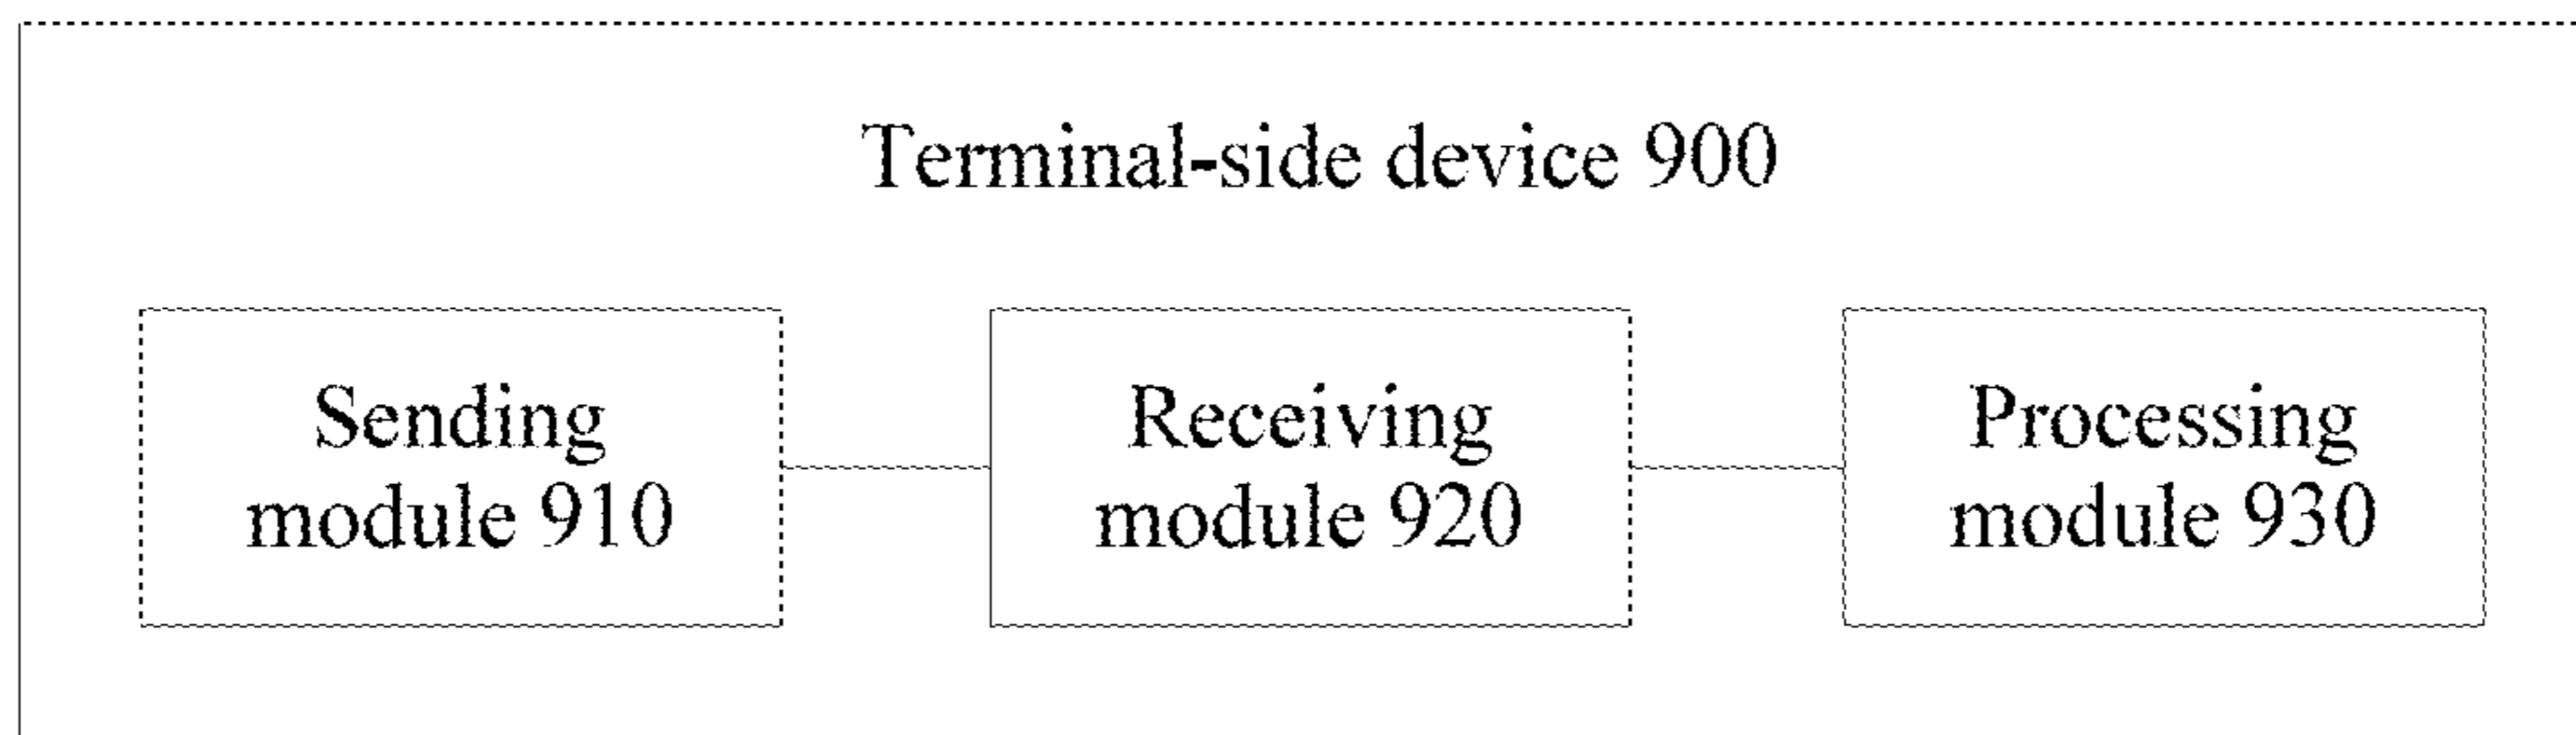 Terminal-side device 900
Sending
module 910
Receiving
module 920
Processing
module 930